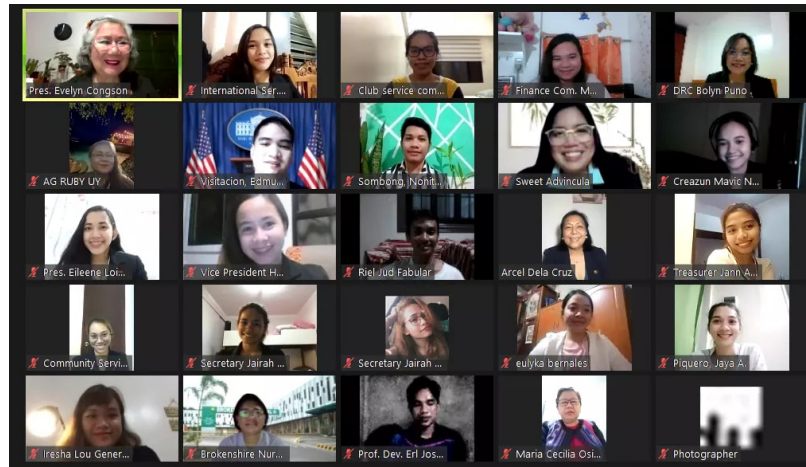 Pres. Evelyn Congson
International Ser....
Club service com...
Finance Com. M...
DRC Bolyn Puno .
AG RUBY UY
Visitacion, Edmu...
Sombong, Nonit...
Sweet Advincula
Creazun Mavic N...
Pres. Eileene Loi...
Vice President H...
Riel Jud Fabular
Arcel Dela Cruz
Treasurer Jann A...
Community Servi...
Secretary Jairah ...
Secretary Jairah ...
eulyka bernales
Piquero, Jaya A.
Iresha Lou Gener...
Brokenshire Nur...
Prof. Dev. Erl Jos...
Maria Cecilia Osi...
Photographer